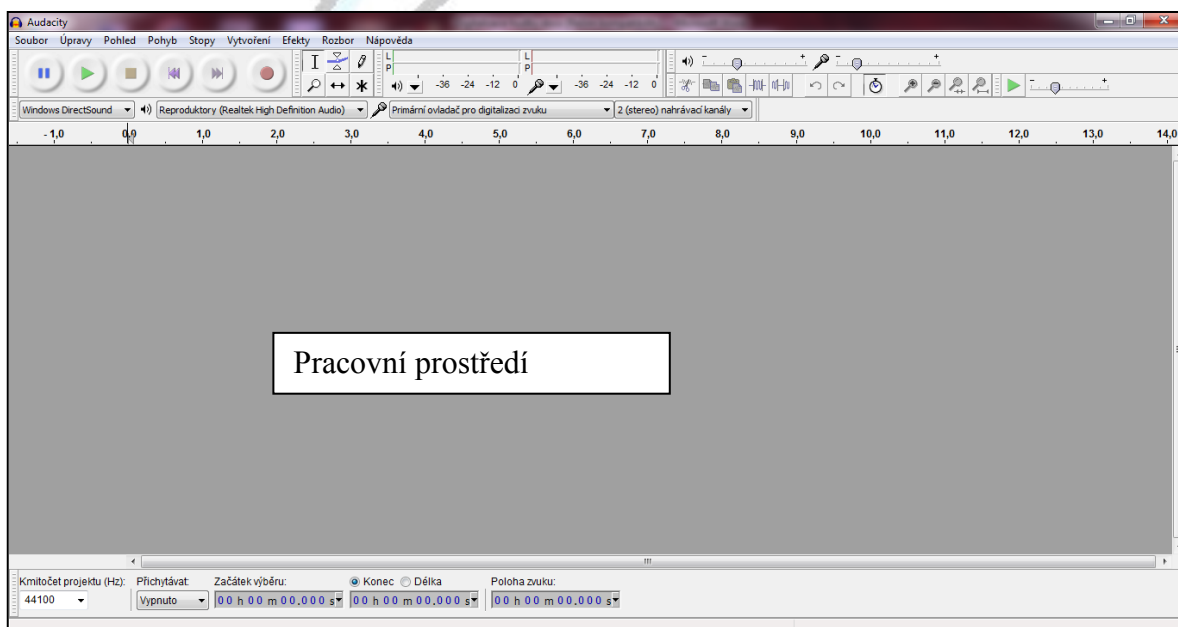 Audacity
Soubor Úpravy Pohled Pohyb Stopy Vytvoření Efekty Rozbor Nápověda
L P L P
-36 -24 -12 0 -36 -24 -12 0
Windows DirectSound Reproduktory (Realtek High Definition Audio) Primární ovladač pro digitalizaci zvuku 2 (stereo) nahrávací kanály
- 1,0 0,0 1,0 2,0 3,0 4,0 5,0 6,0 7,0 8,0 9,0 10,0 11,0 12,0 13,0 14,0
Pracovní prostředí
Kmitočet projektu (Hz): Přichytávat: Začátek výběru: Konec Délka Poloha zvuku:
44100 Vypnuto 00 h 00 m 00,000 s 00 h 00 m 00,000 s 00 h 00 m 00,000 s